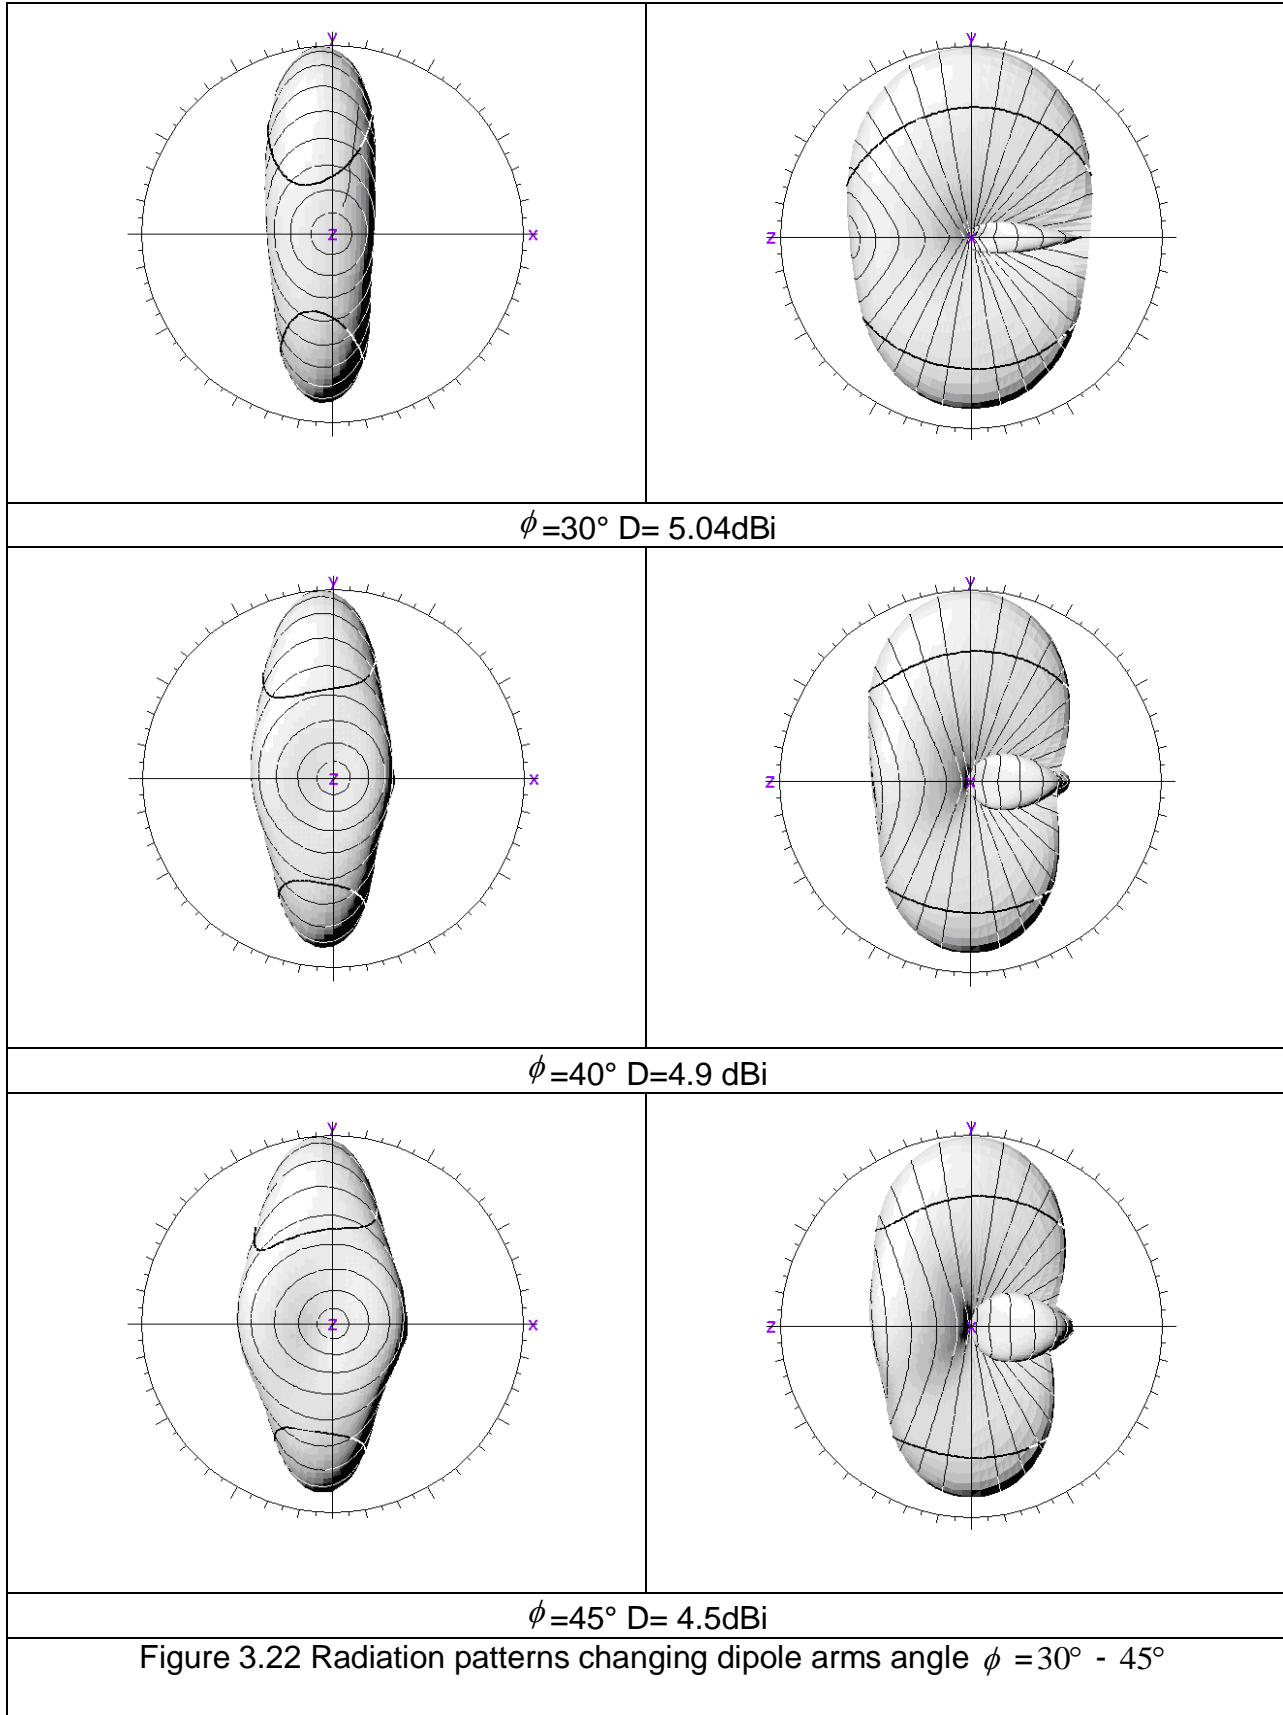 Y
Z
X
Y
Z
X
ϕ =30° D= 5.04dBi
Y
Z
X
Y
Z
X
ϕ =40° D=4.9 dBi
Y
Z
X
Y
Z
X
ϕ =45° D= 4.5dBi
Figure 3.22 Radiation patterns changing dipole arms angle ϕ = 30° - 45°